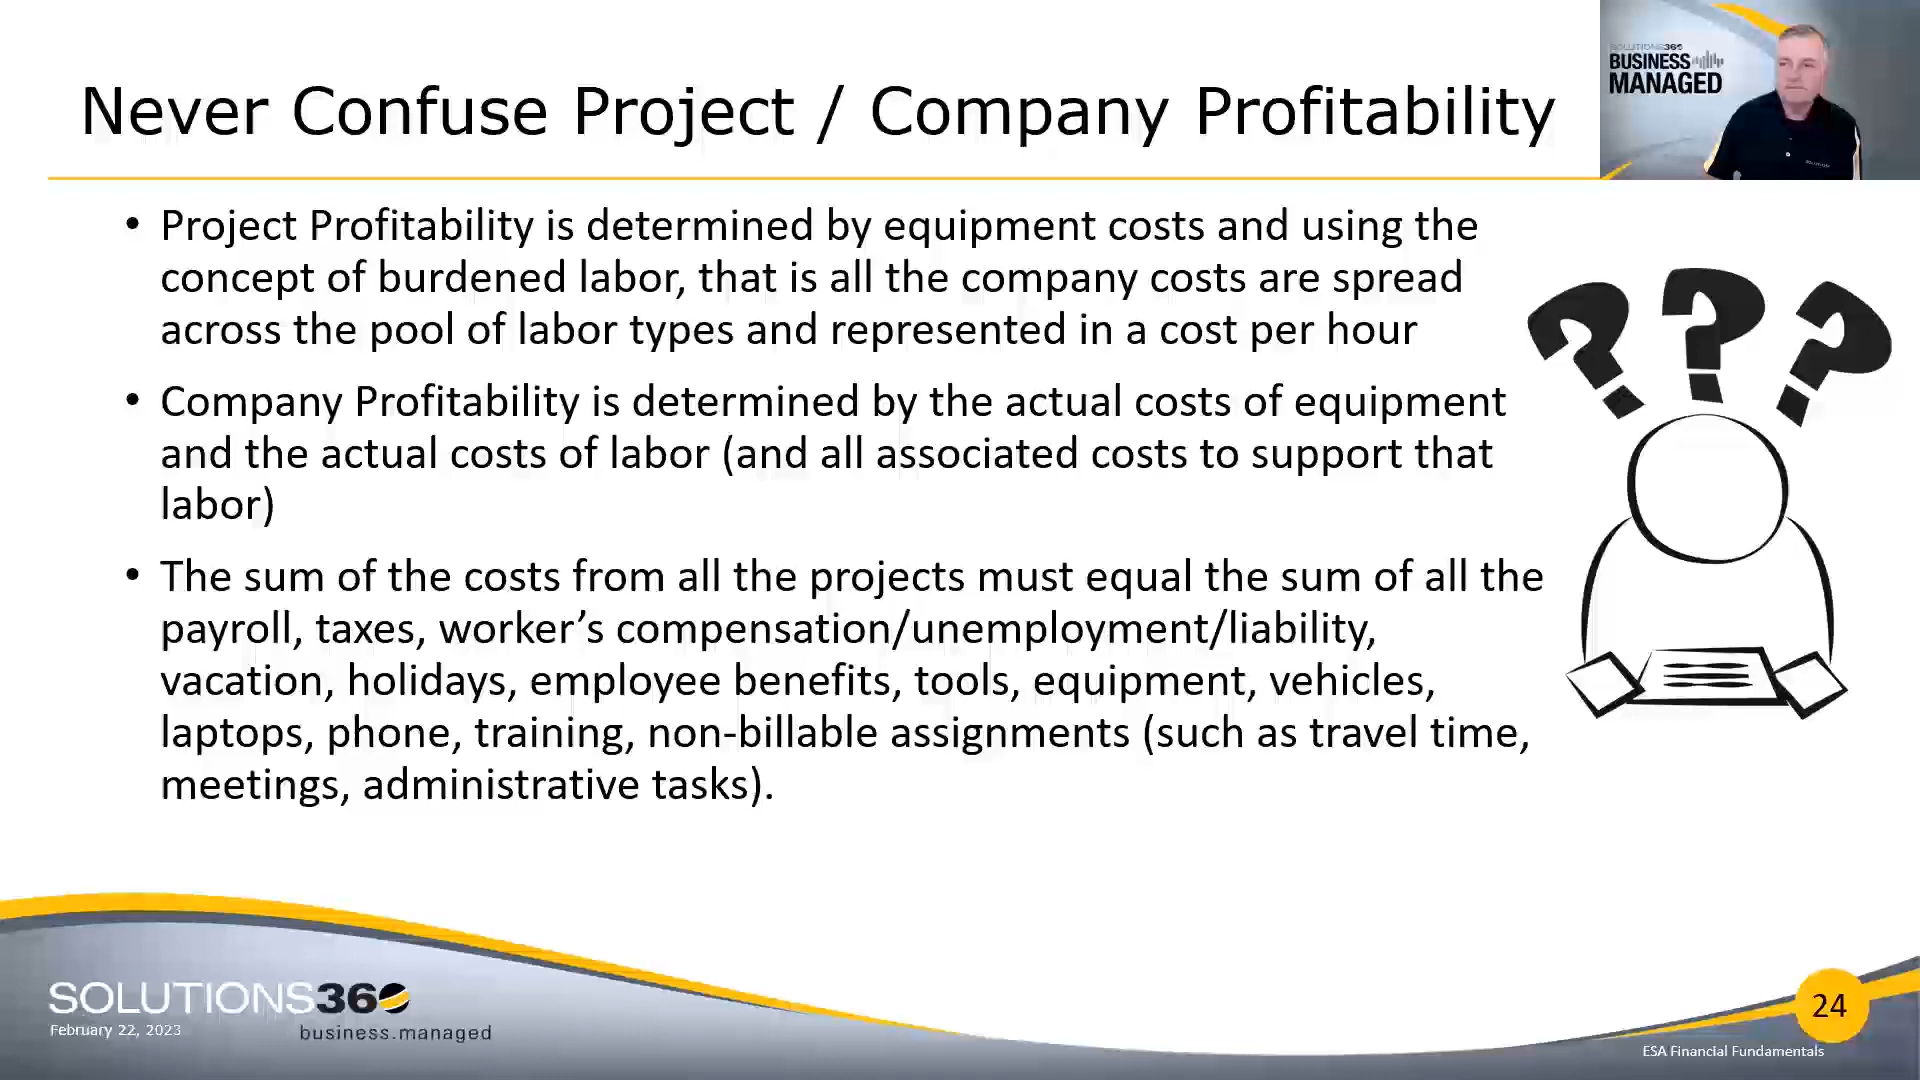 Never Confuse Project / Company Profitability
SOLUTIONS360
BUSINESS
MANAGED
• Project Profitability is determined by equipment costs and using the
concept of burdened labor, that is all the company costs are spread
across the pool of labor types and represented in a cost per hour
• Company Profitability is determined by the actual costs of equipment
and the actual costs of labor (and all associated costs to support that
labor)
• The sum of the costs from all the projects must equal the sum of all the
payroll, taxes, worker’s compensation/unemployment/liability,
vacation, holidays, employee benefits, tools, equipment, vehicles,
laptops, phone, training, non-billable assignments (such as travel time,
meetings, administrative tasks).
SOLUTIONS360
February 22, 2023
business.managed
24
ESA Financial Fundamentals